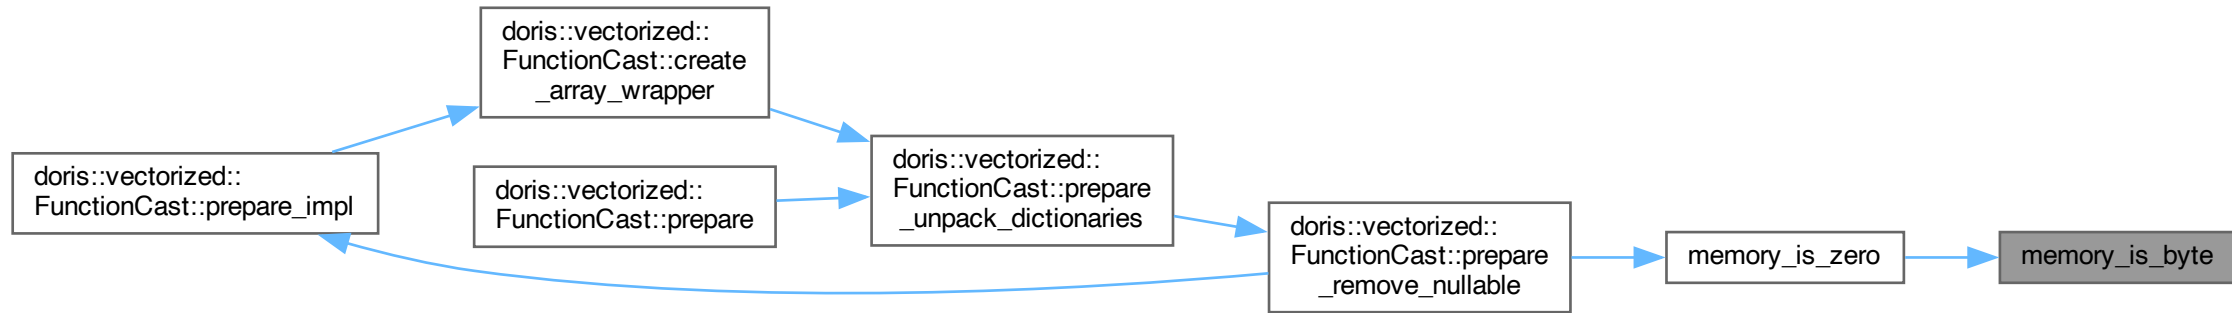 doris::vectorized::
FunctionCast::prepare_impl
doris::vectorized::
FunctionCast::create
_array_wrapper
doris::vectorized::
FunctionCast::prepare
doris::vectorized::
FunctionCast::prepare
_unpack_dictionaries
doris::vectorized::
FunctionCast::prepare
_remove_nullable
memory_is_zero
memory_is_byte